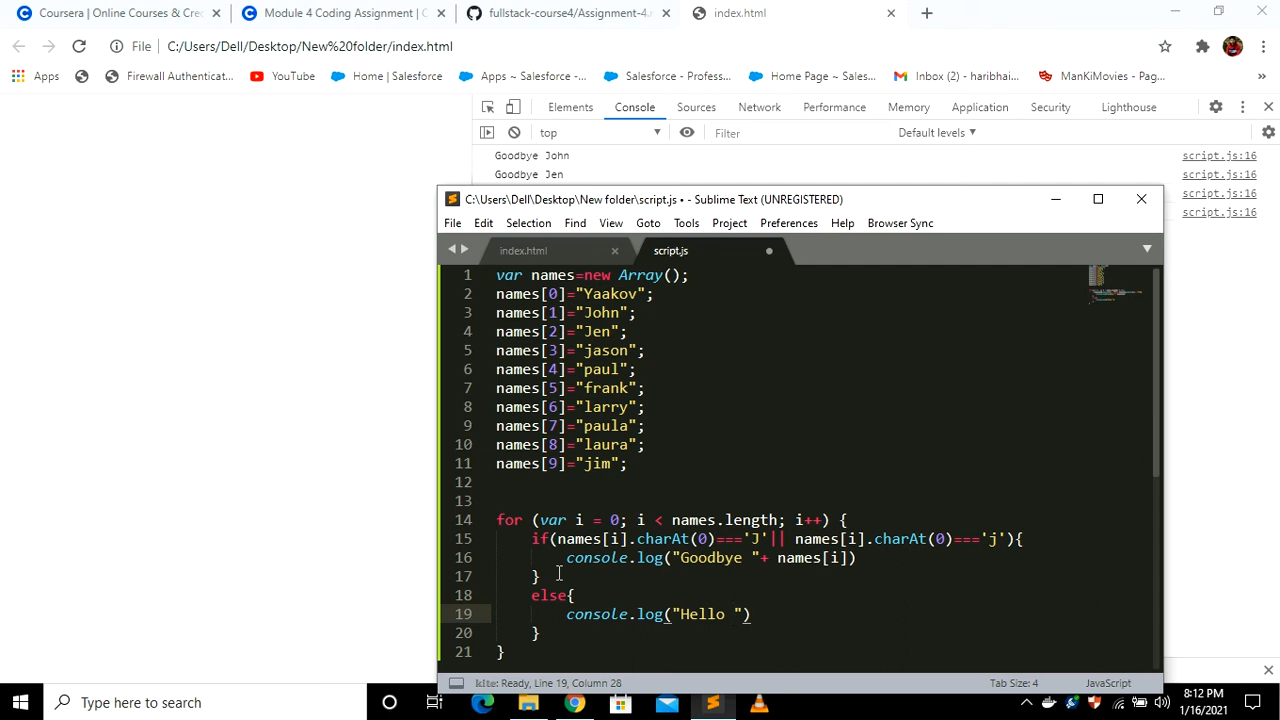 Coursera | Online Courses & Cre
Module 4 Coding Assignment | C
fullstack-course4/Assignment-4.
index.html
File
C:/Users/Dell/Desktop/New%20folder/index.html
Apps
Firewall Authenticat...
YouTube
Home | Salesforce
Apps ~ Salesforce -...
Salesforce - Profess...
Home Page ~ Sales...
Inbox (2) - haribhai...
ManKiMovies - Pag...
»
Elements
Console
Sources
Network
Performance
Memory
Application
Security
Lighthouse
top
Filter
Default levels
Goodbye John
script.js:16
Goodbye Jen
script.js:16
script.js:16
script.js:16
C:\Users\Dell\Desktop\New folder\script.js • - Sublime Text (UNREGISTERED)
File Edit Selection Find View Goto Tools Project Preferences Help Browser Sync
index.html
script.js
1 var names=new Array();
2 names[0]="Yaakov";
3 names[1]="John";
4 names[2]="Jen";
5 names[3]="jason";
6 names[4]="paul";
7 names[5]="frank";
8 names[6]="larry";
9 names[7]="paula";
10 names[8]="laura";
11 names[9]="jim";
12
13
14 for (var i = 0; i < names.length; i++) {
15 if(names[i].charAt(0)==='J'|| names[i].charAt(0)==='j'){
16 console.log("Goodbye "+ names[i])
17 }
18 else{
19 console.log("Hello ")
20 }
21 }
kite: Ready, Line 19, Column 28
Tab Size: 4
JavaScript
Type here to search
8:12 PM
1/16/2021